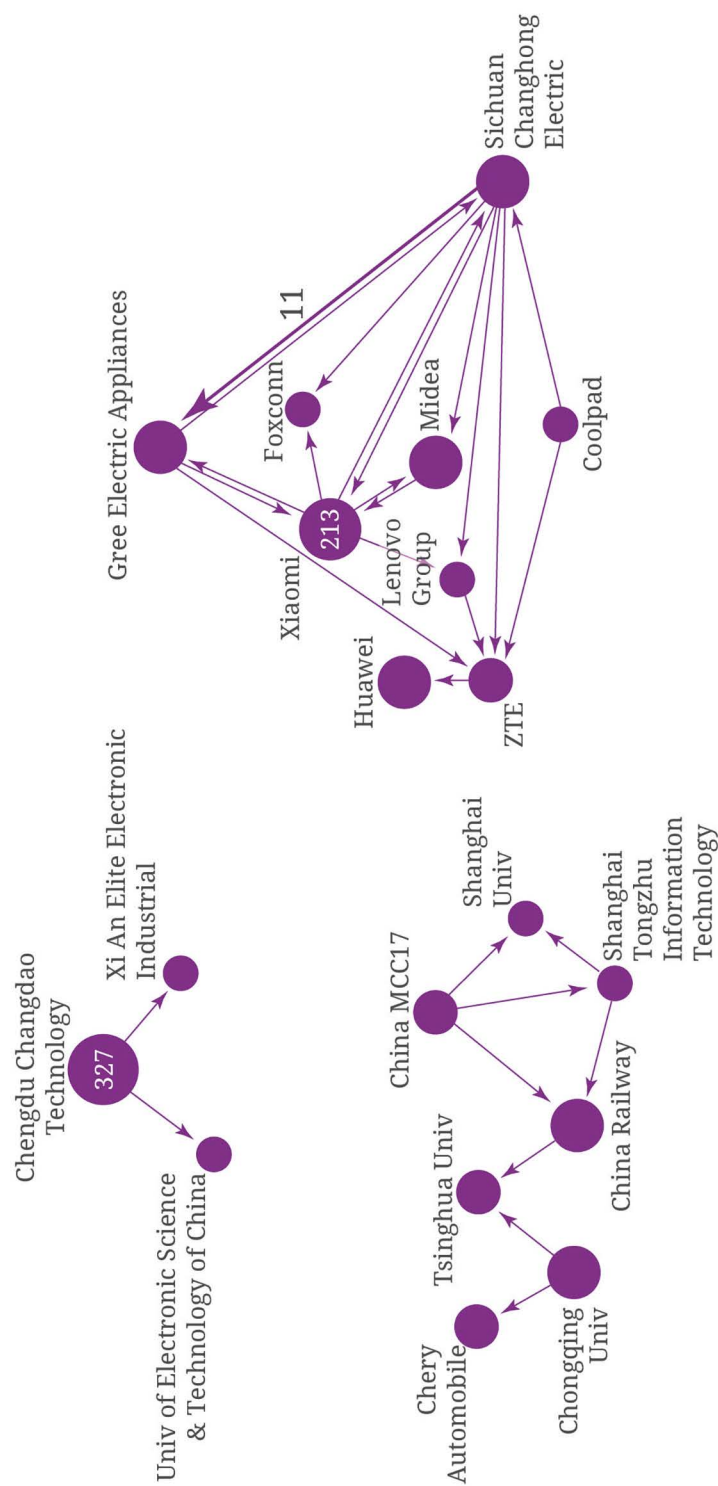 Chengdu Changdao
Technology
327
Xi An Elite Electronic
Industrial
Univ of Electronic Science
& Technology of China
Gree Electric Appliances
11
Foxconn
Xiaomi
213
Midea
Lenovo
Group
Huawei
ZTE
Sichuan
Changhong
Electric
Coolpad
China MCC17
Shanghai
Univ
Tsinghua Univ
Chery
Automobile
Chongqing
Univ
China Railway
Shanghai
Tongzhu
Information
Technology